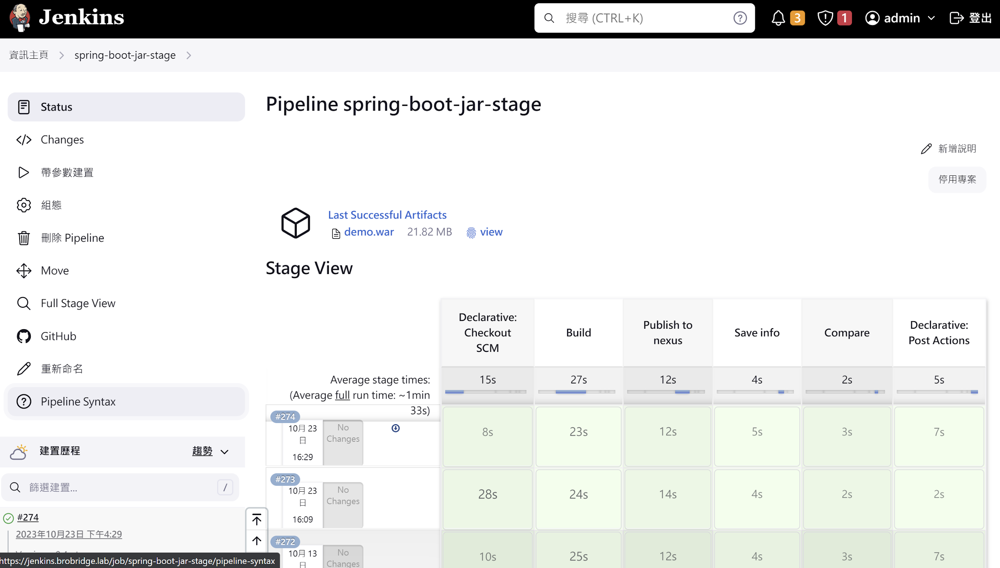 Jenkins
搜尋 (CTRL+K)
3
1
admin
登出
資訊主頁
spring-boot-jar-stage
Status
Changes
帶參數建置
組態
刪除 Pipeline
Move
Full Stage View
GitHub
重新命名
Pipeline Syntax
建置歷程
趨勢
篩選建置...
/
#274
2023年10月23日 下午4:29
https://jenkins.brobridge.lab/job/spring-boot-jar-stage/pipeline-syntax
Pipeline spring-boot-jar-stage
新增說明
停用專案
Last Successful Artifacts
demo.war 21.82 MB view
Stage View
Declarative:
Checkout
SCM
Build
Publish to
nexus
Save info
Compare
Declarative:
Post Actions
Average stage times:
(Average full run time: ~1min
33s)
15s
27s
12s
4s
2s
5s
#274
10月 23
日
16:29
No
Changes
8s
23s
12s
5s
3s
7s
#273
10月 23
日
16:09
No
Changes
28s
24s
14s
4s
2s
2s
#272
10月 13
日
No
Changes
10s
25s
12s
4s
3s
7s